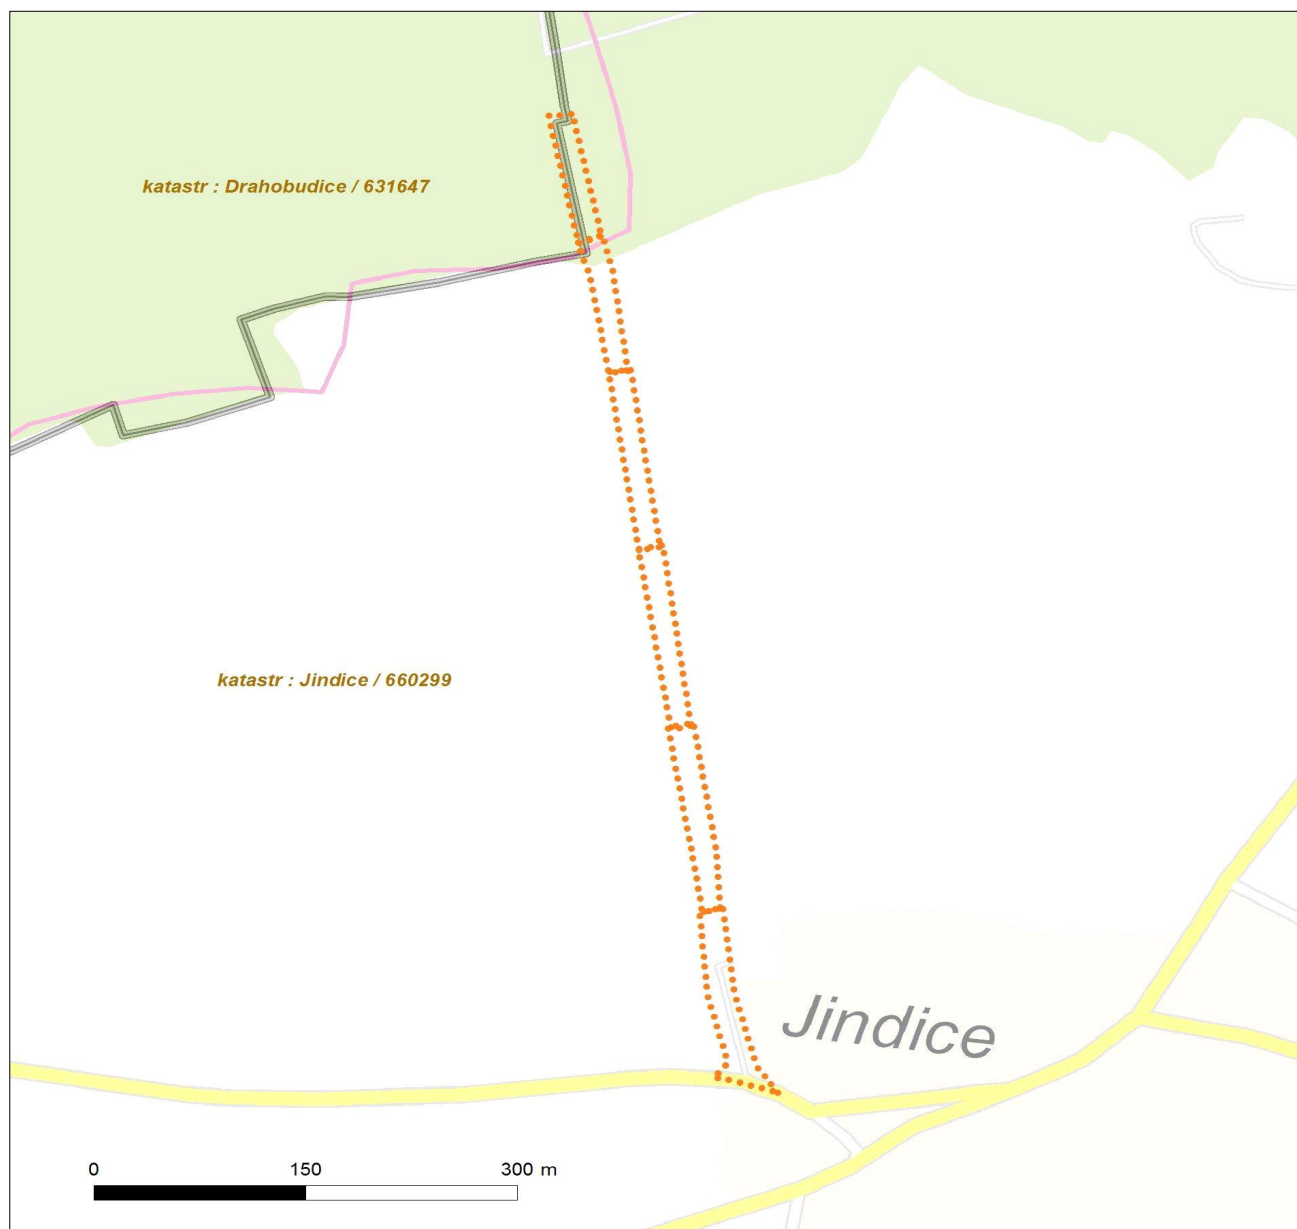 katastr : Drahobudice / 631647
katastr : Jindice / 660299
Jindice
0 150 300 m